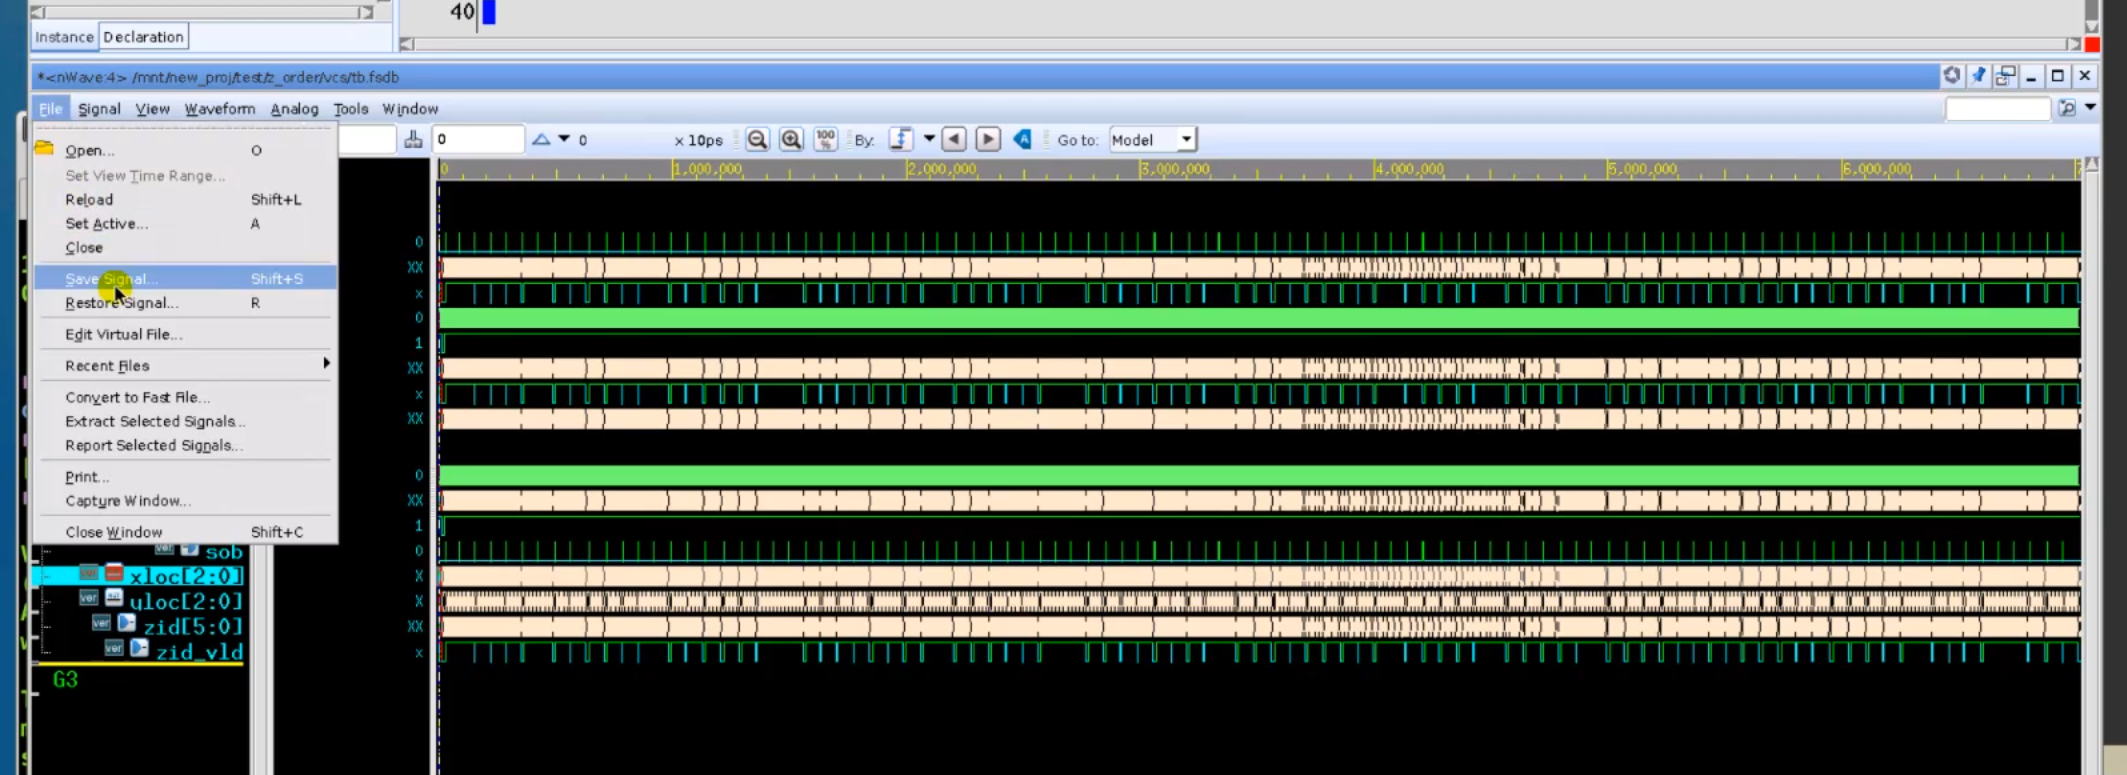 40
Instance Declaration
*<nWave:4> /mnt/new_proj/test/z_order/vcs/tb.fsdb
File Signal View Waveform Analog Tools Window
0 0 x 10ps 100% By: Go to: Model
Open... O
Set View Time Range...
Reload Shift+L
Set Active... A
Close
Save Signal... Shift+S
Restore Signal... R
Edit Virtual File...
Recent Files
Convert to Fast File...
Extract Selected Signals...
Report Selected Signals...
Print...
Capture Window...
Close Window Shift+C
0 1,000,000 2,000,000 3,000,000 4,000,000 5,000,000 6,000,000
0
XX
x
0
1
XX
x
XX
0
XX
1
sob 0
xloc[2:0] X
yloc[2:0] X
zid[5:0] XX
zid_vld x
G3